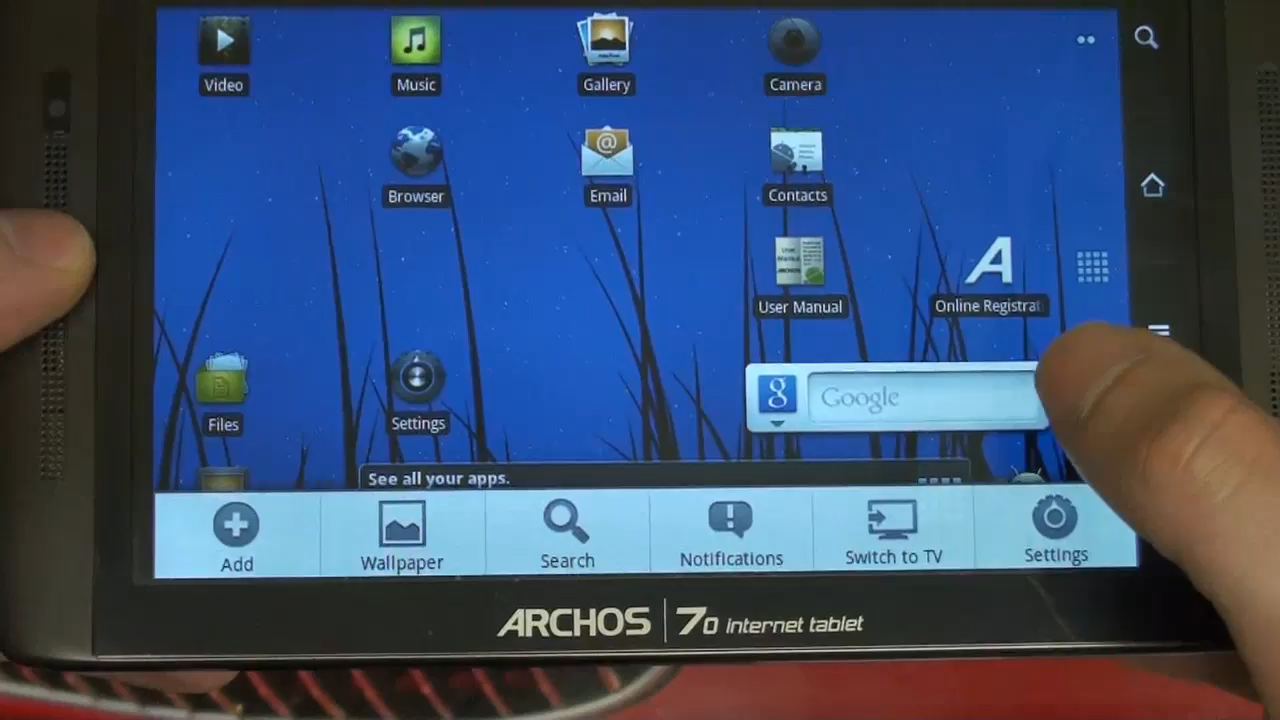 Video
Music
Gallery
Camera
Browser
Email
Contacts
User Manual
Online Registrat
Google
Files
Settings
See all your apps.
Add
Wallpaper
Search
Notifications
Switch to TV
Settings
ARCHOS 70 internet tablet